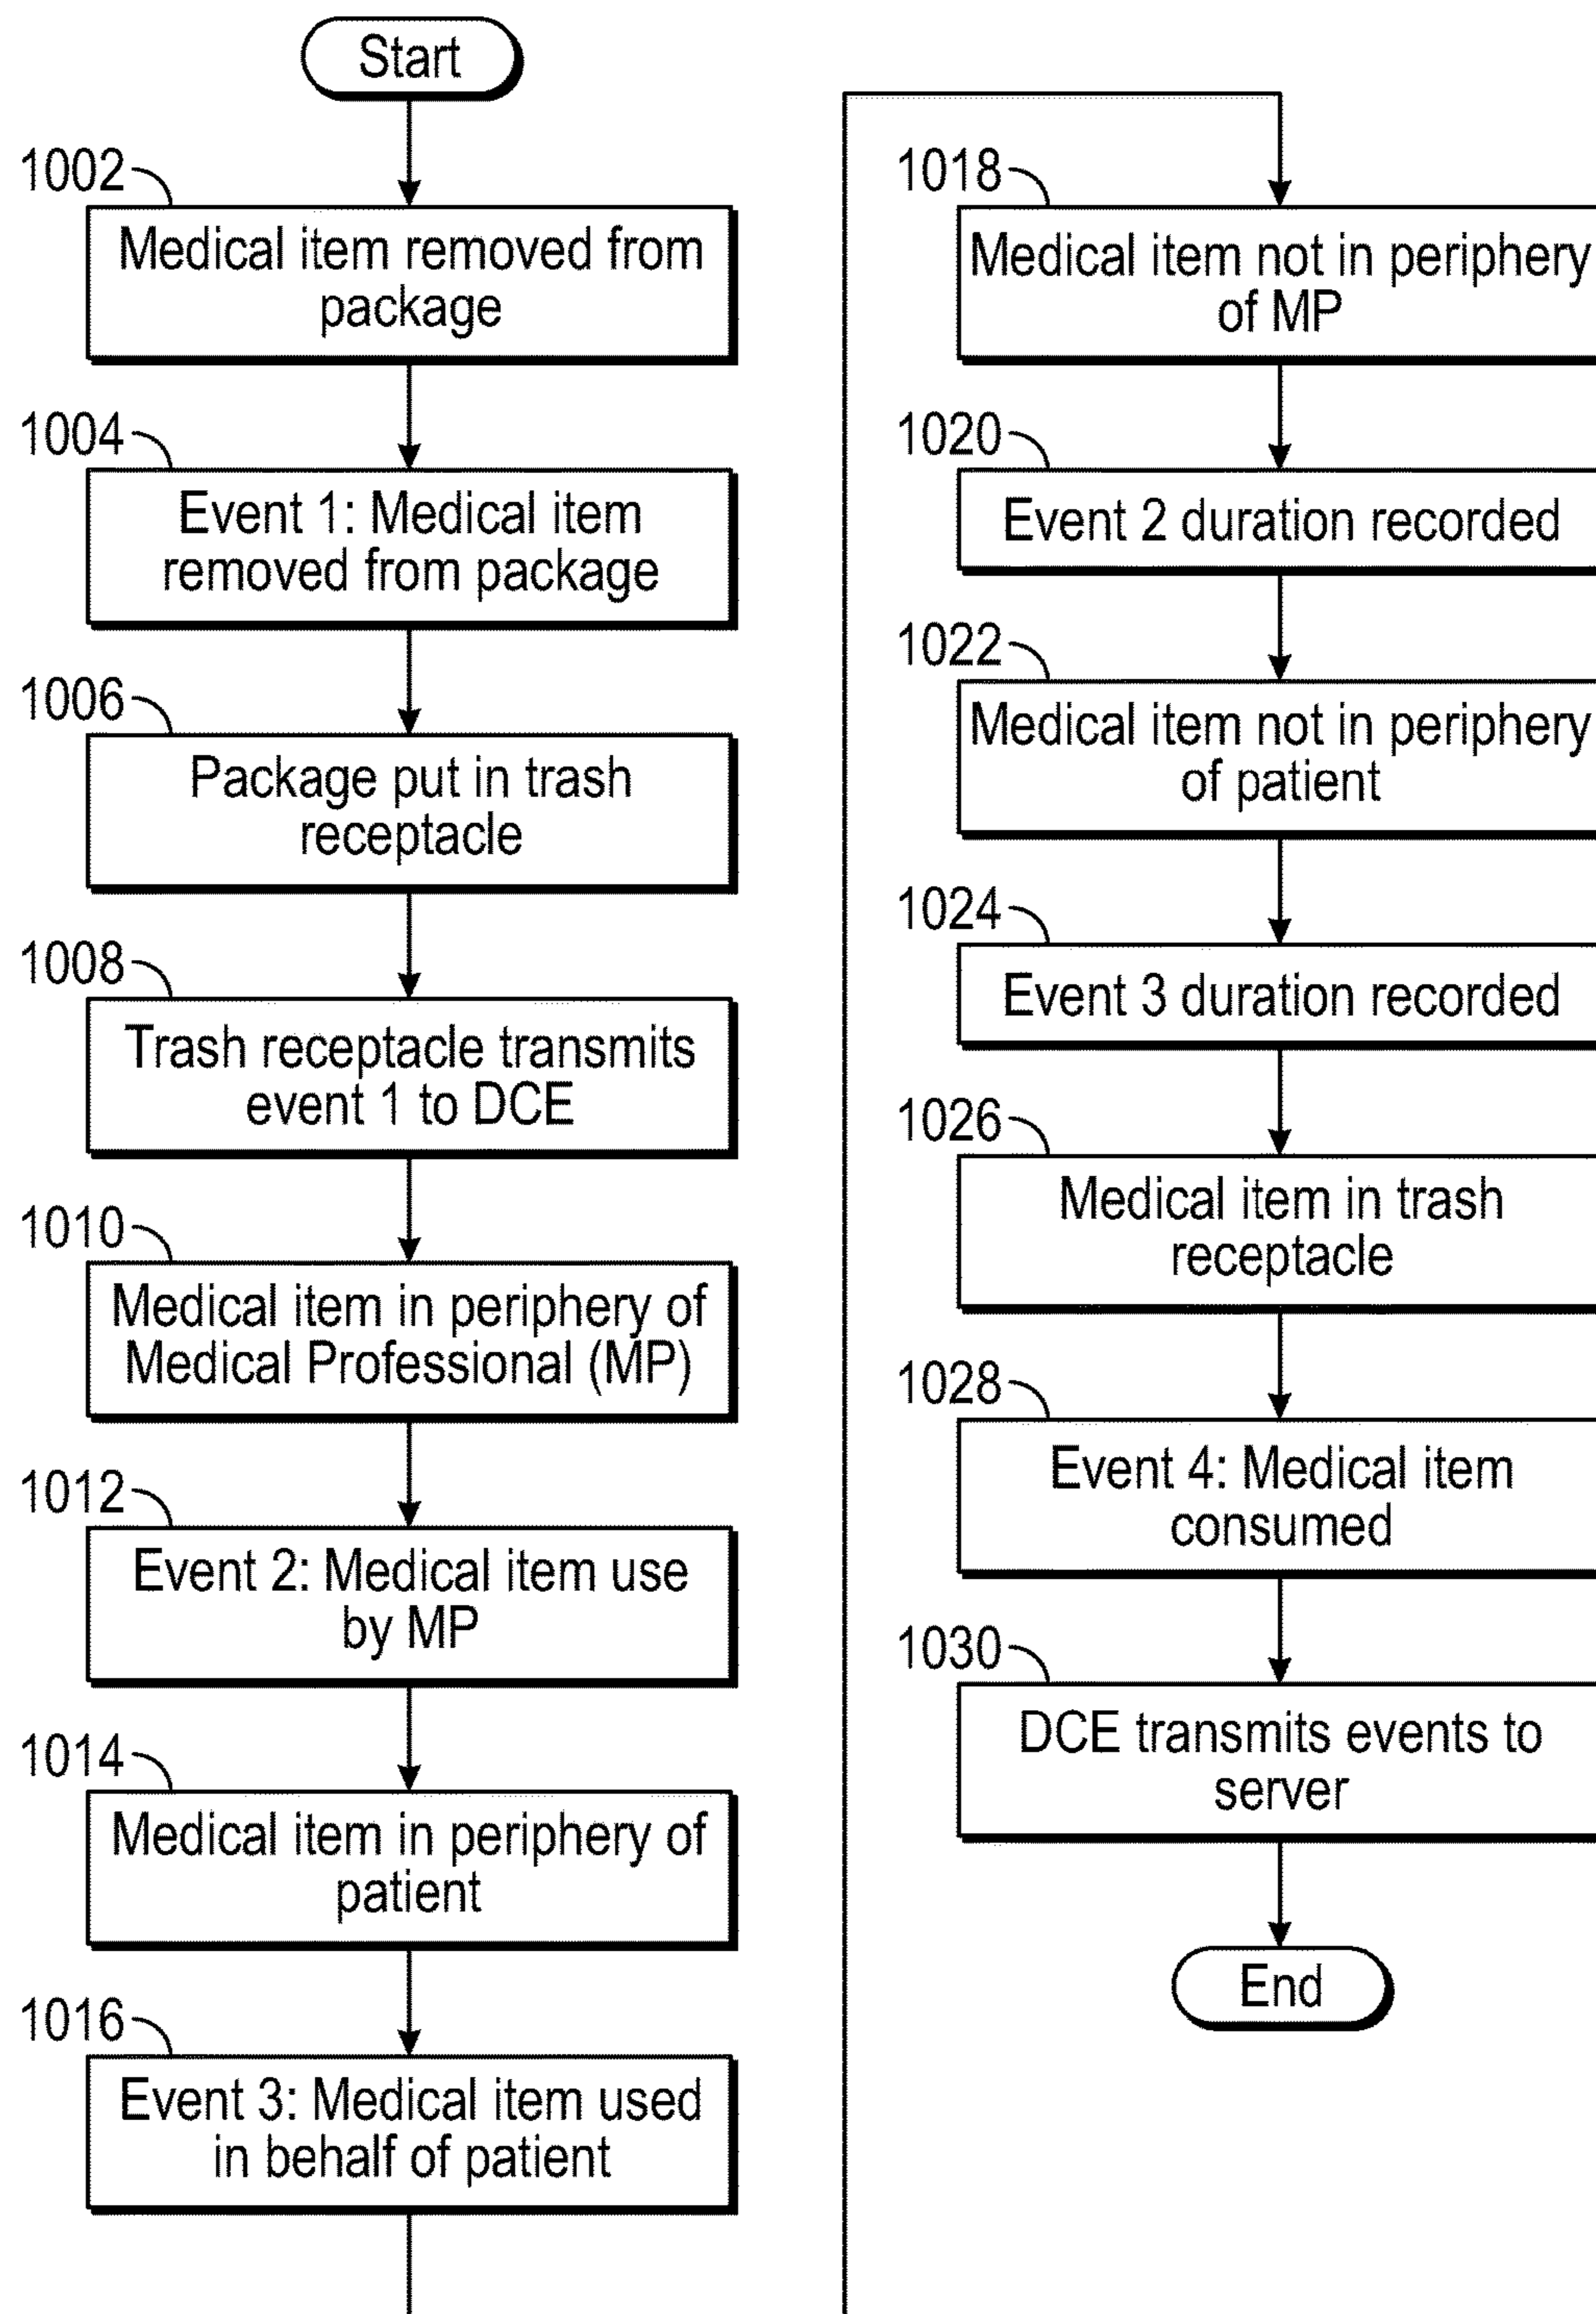 Start
1002
Medical item removed from
package
1004
Event 1: Medical item
removed from package
1006
Package put in trash
receptacle
1008
Trash receptacle transmits
event 1 to DCE
1010
Medical item in periphery of
Medical Professional (MP)
1012
Event 2: Medical item use
by MP
1014
Medical item in periphery of
patient
1016
Event 3: Medical item used
in behalf of patient
1018
Medical item not in periphery
of MP
1020
Event 2 duration recorded
1022
Medical item not in periphery
of patient
1024
Event 3 duration recorded
1026
Medical item in trash
receptacle
1028
Event 4: Medical item
consumed
1030
DCE transmits events to
server
End